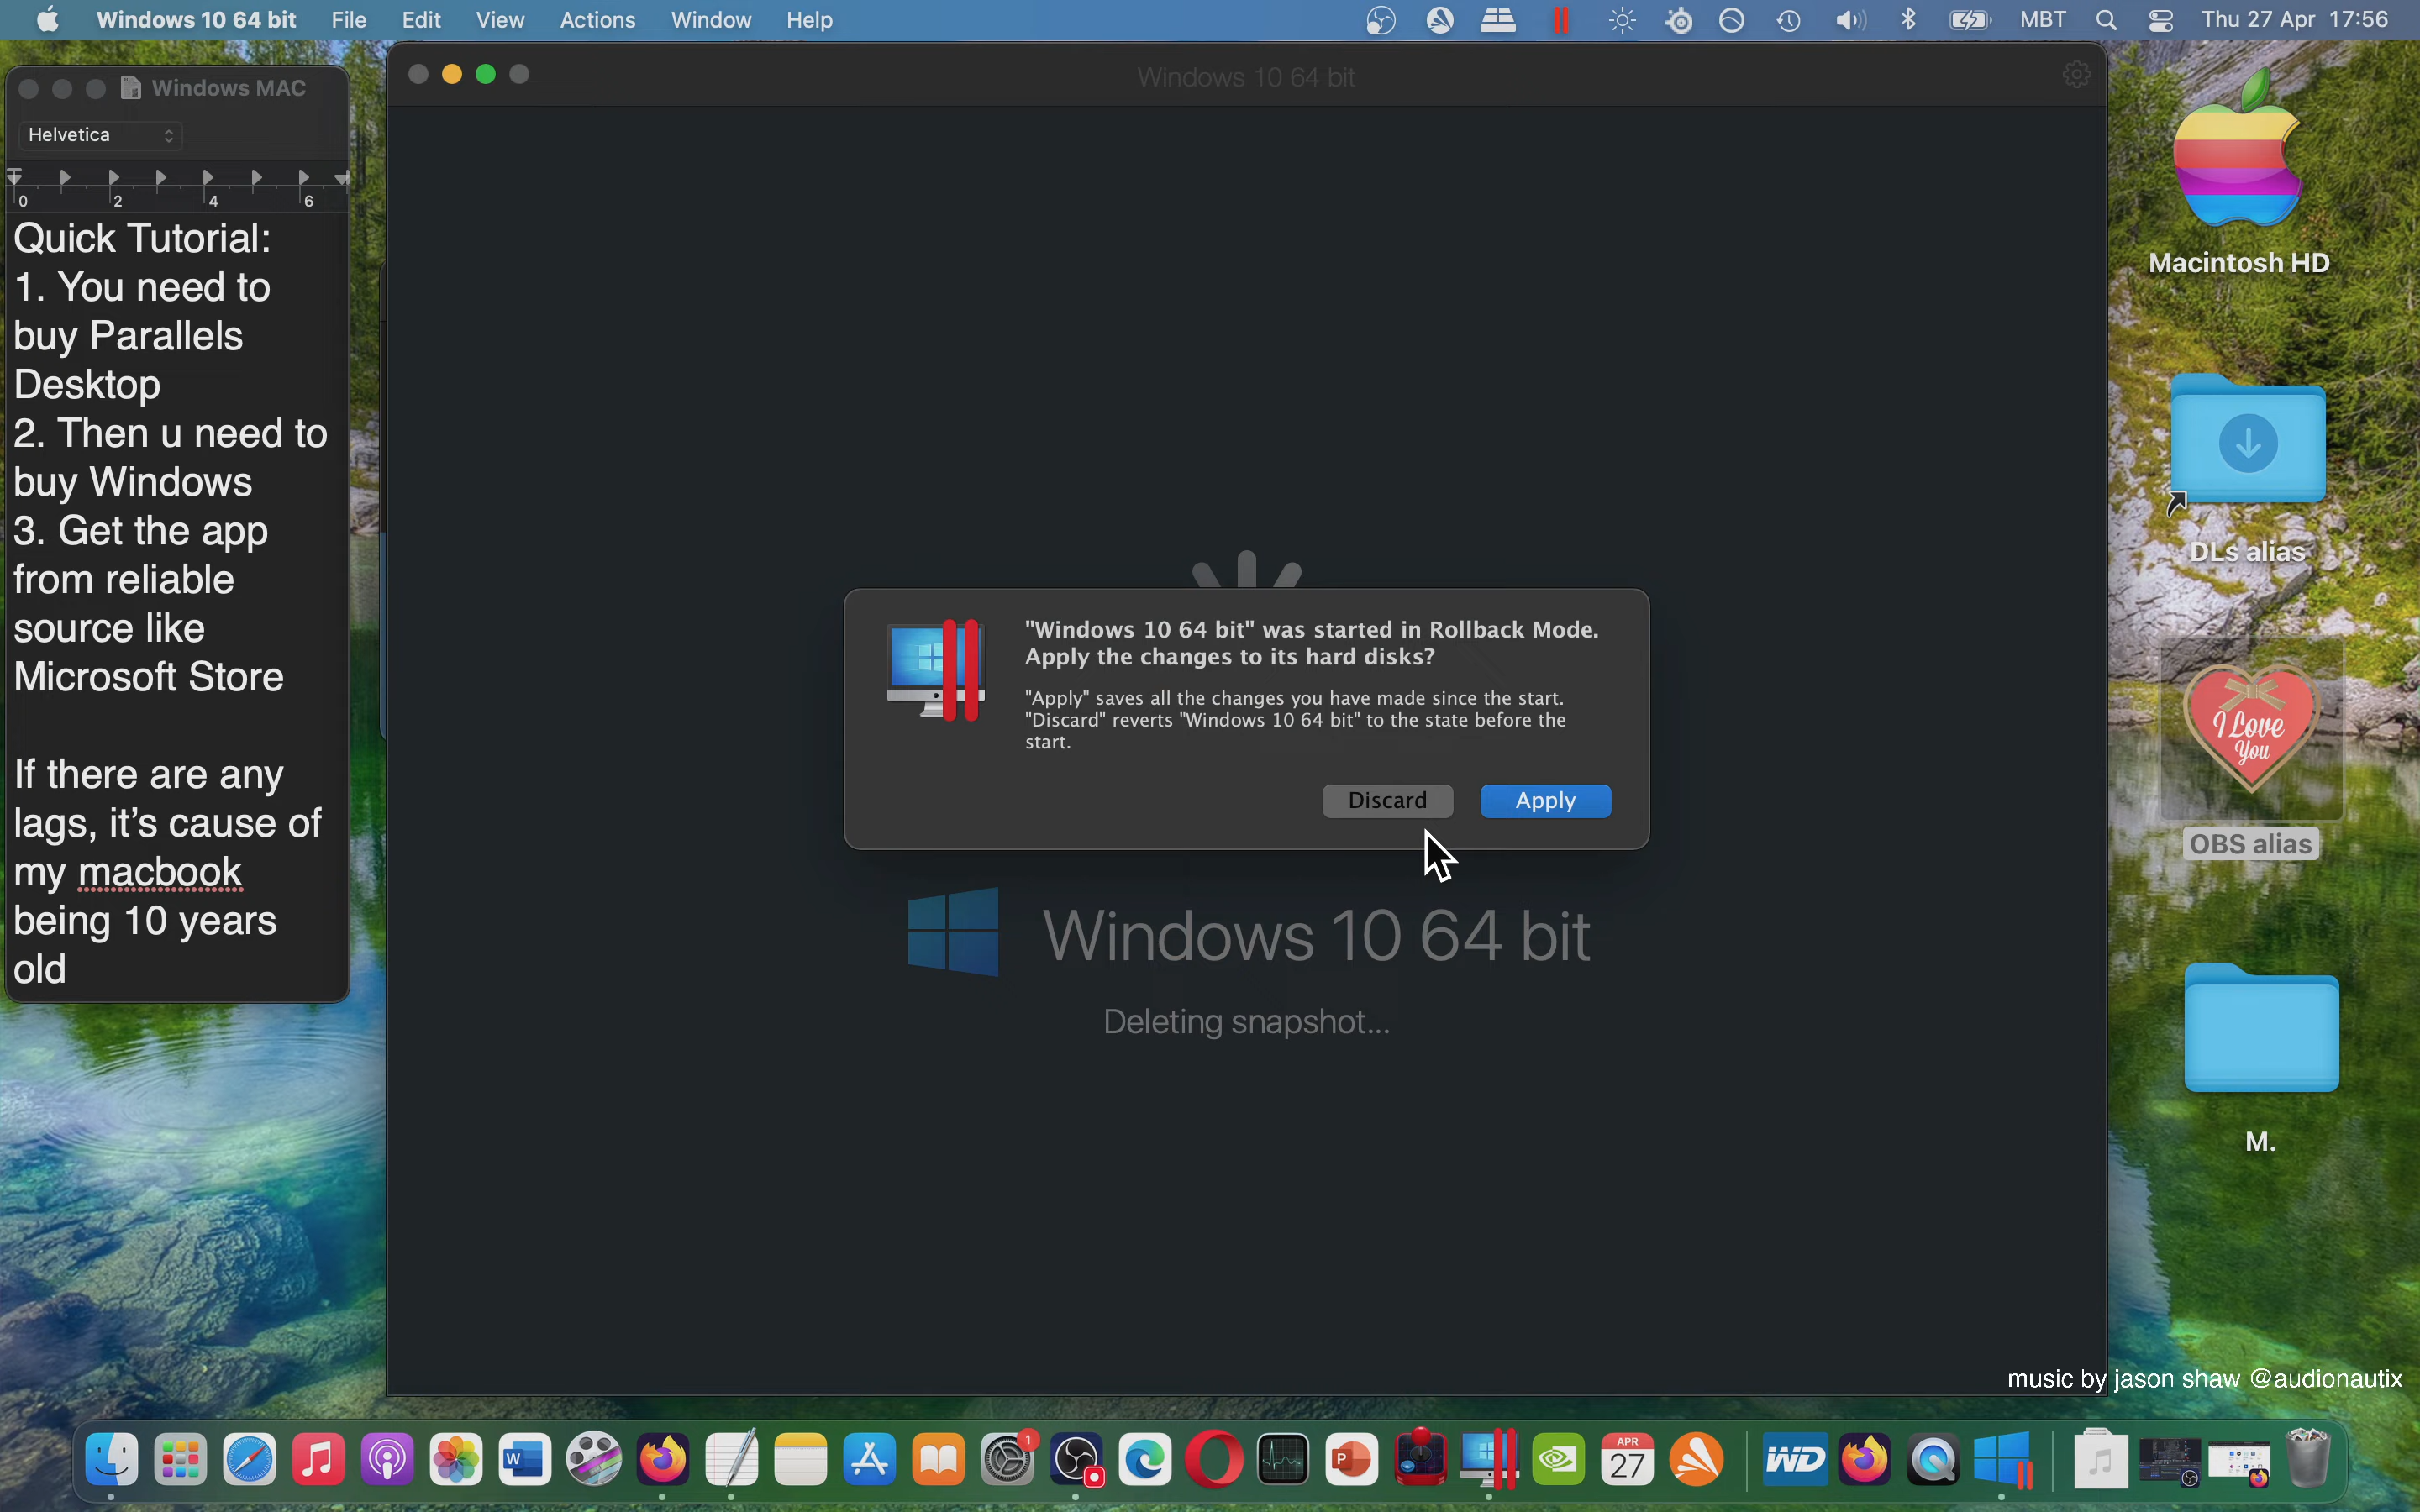 Windows 10 64 bit File Edit View Actions Window Help MBT Thu 27 Apr 17:56
Windows MAC
Helvetica
0 2 4 6
Quick Tutorial:
1. You need to
buy Parallels
Desktop
2. Then u need to
buy Windows
3. Get the app
from reliable
source like
Microsoft Store
If there are any
lags, it’s cause of
my macbook
being 10 years
old
Windows 10 64 bit
"Windows 10 64 bit" was started in Rollback Mode.
Apply the changes to its hard disks?
"Apply" saves all the changes you have made since the start.
"Discard" reverts "Windows 10 64 bit" to the state before the
start.
Discard Apply
Windows 10 64 bit
Deleting snapshot...
Macintosh HD
DLs alias
I Love
You
OBS alias
M.
music by jason shaw @audionautix
W
1
P
APR
27
WD